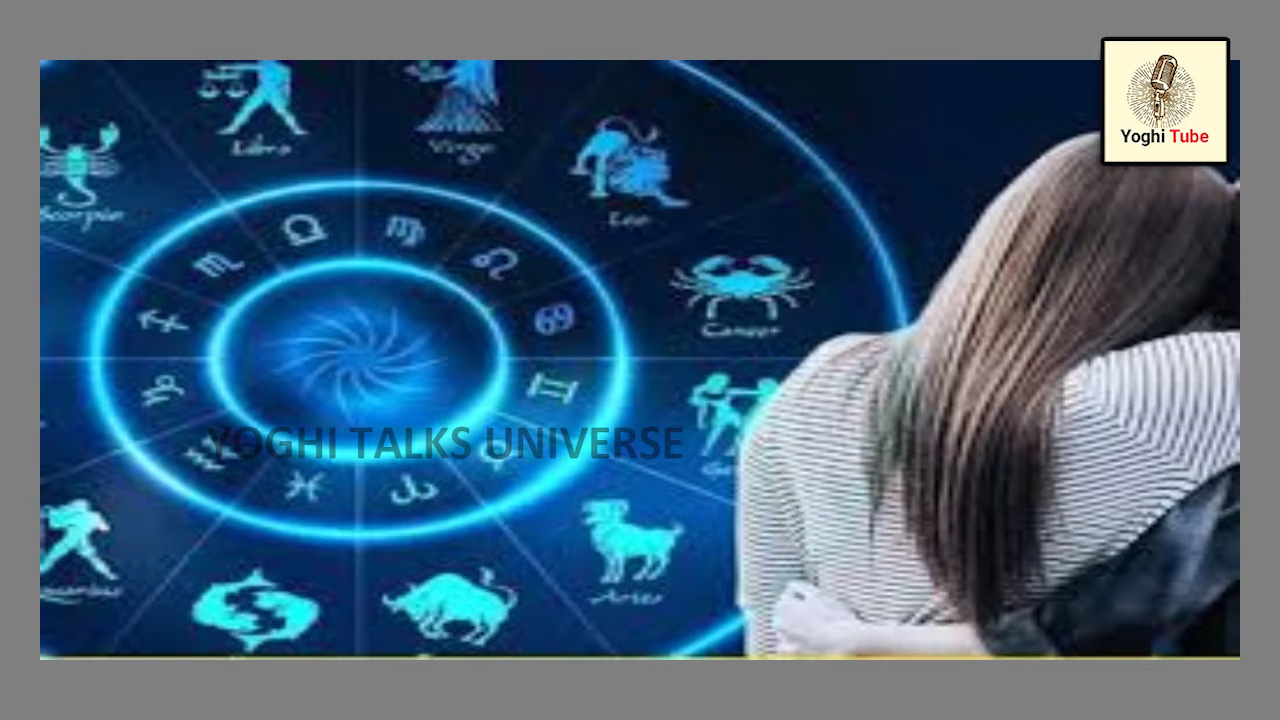 Yoghi Tube
Libra
Virgo
Leo
Scorpio
Cancer
YOGHI TALKS UNIVERSE
Aries